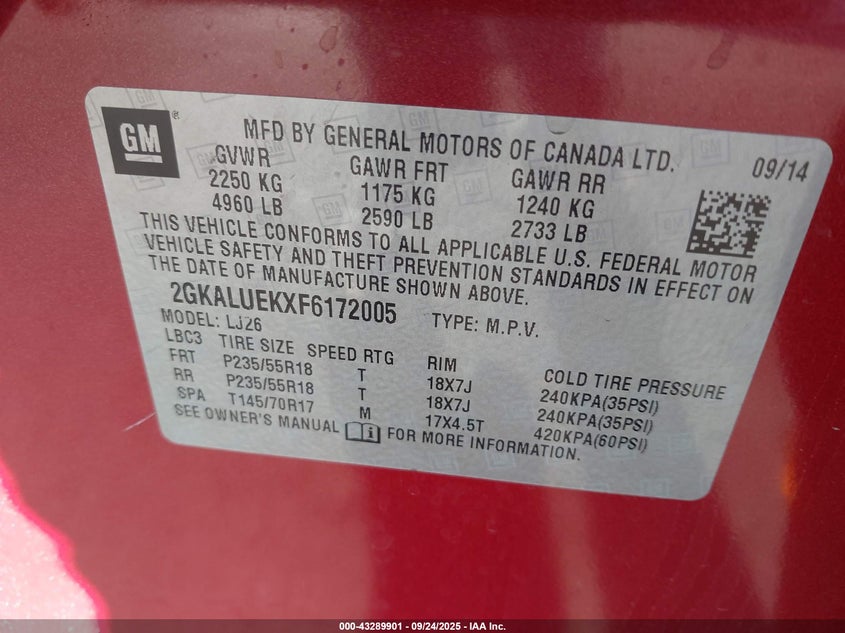 GM ®
MFD BY GENERAL MOTORS OF CANADA LTD. 09/14
GVWR GAWR FRT GAWR RR
2250 KG 1175 KG 1240 KG
4960 LB 2590 LB 2733 LB
THIS VEHICLE CONFORMS TO ALL APPLICABLE U.S. FEDERAL MOTOR
VEHICLE SAFETY AND THEFT PREVENTION STANDARDS IN EFFECT ON
THE DATE OF MANUFACTURE SHOWN ABOVE.
2GKALUEKXF6172005 TYPE: M.P.V.
MODEL: LJ26
LBC3 TIRE SIZE SPEED RTG RIM COLD TIRE PRESSURE
FRT P235/55R18 T 18X7J 240KPA(35PSI)
RR P235/55R18 T 18X7J 240KPA(35PSI)
SPA T145/70R17 M 17X4.5T 420KPA(60PSI)
SEE OWNER'S MANUAL FOR MORE INFORMATION.
000-43289901 - 09/24/2025 - IAA Inc.